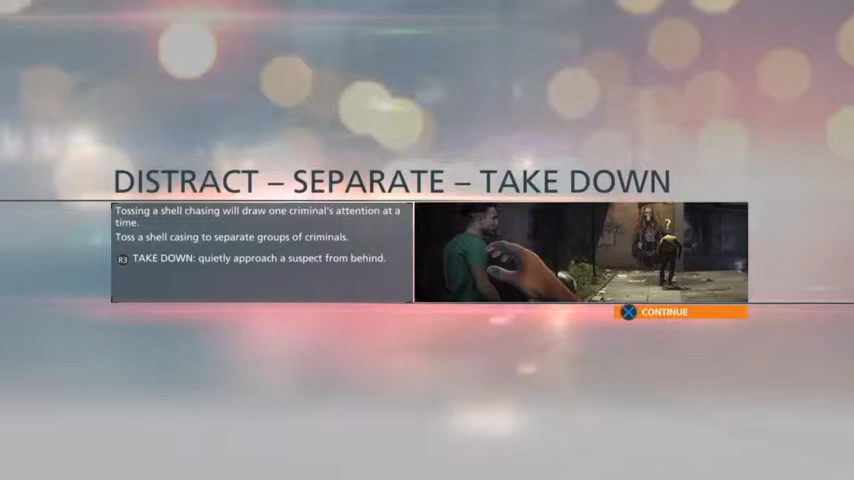 DISTRACT – SEPARATE – TAKE DOWN
Tossing a shell chasing will draw one criminal's attention at a
time.
Toss a shell casing to separate groups of criminals.
R3 TAKE DOWN: quietly approach a suspect from behind.
CONTINUE